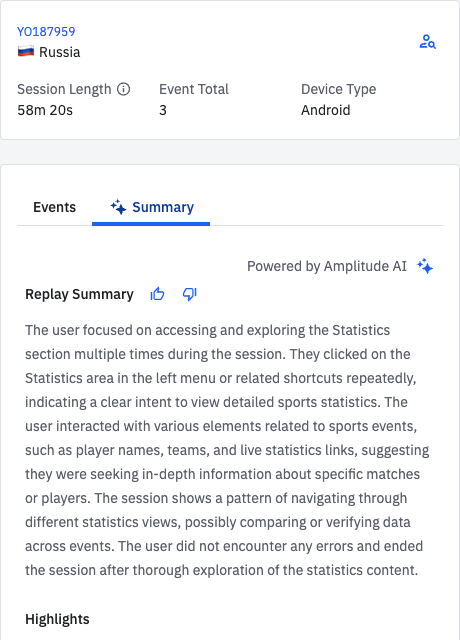 YO187959
Russia
Session Length
Event Total
Device Type
58m 20s
3
Android
Events
Summary
Powered by Amplitude AI
Replay Summary
The user focused on accessing and exploring the Statistics
section multiple times during the session. They clicked on the
Statistics area in the left menu or related shortcuts repeatedly,
indicating a clear intent to view detailed sports statistics. The
user interacted with various elements related to sports events,
such as player names, teams, and live statistics links, suggesting
they were seeking in-depth information about specific matches
or players. The session shows a pattern of navigating through
different statistics views, possibly comparing or verifying data
across events. The user did not encounter any errors and ended
the session after thorough exploration of the statistics content.
Highlights